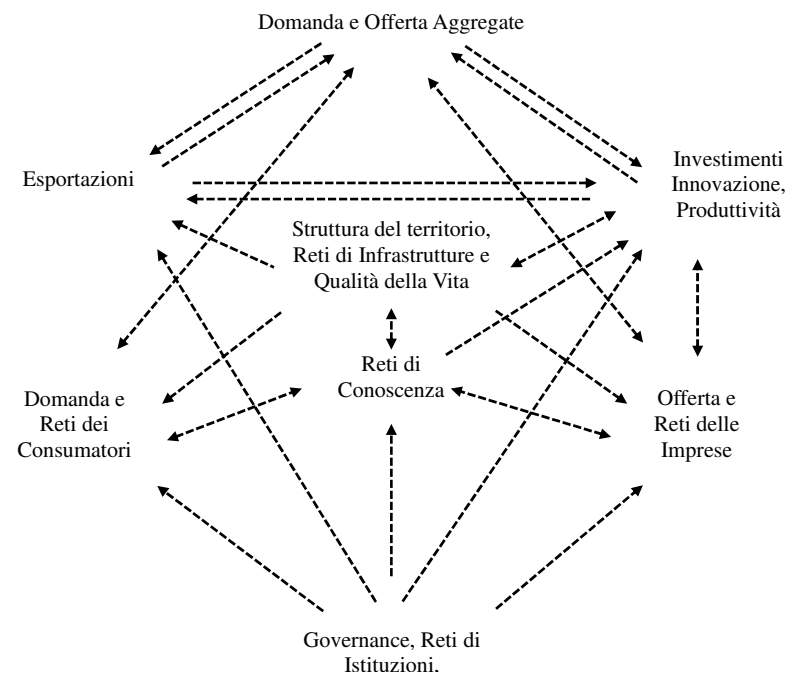 Domanda e Offerta Aggregate
Esportazioni
Investimenti
Innovazione,
Produttività
Struttura del territorio,
Reti di Infrastrutture e
Qualità della Vita
Reti di
Conoscenza
Domanda e
Reti dei
Consumatori
Offerta e
Reti delle
Imprese
Governance, Reti di
Istituzioni,